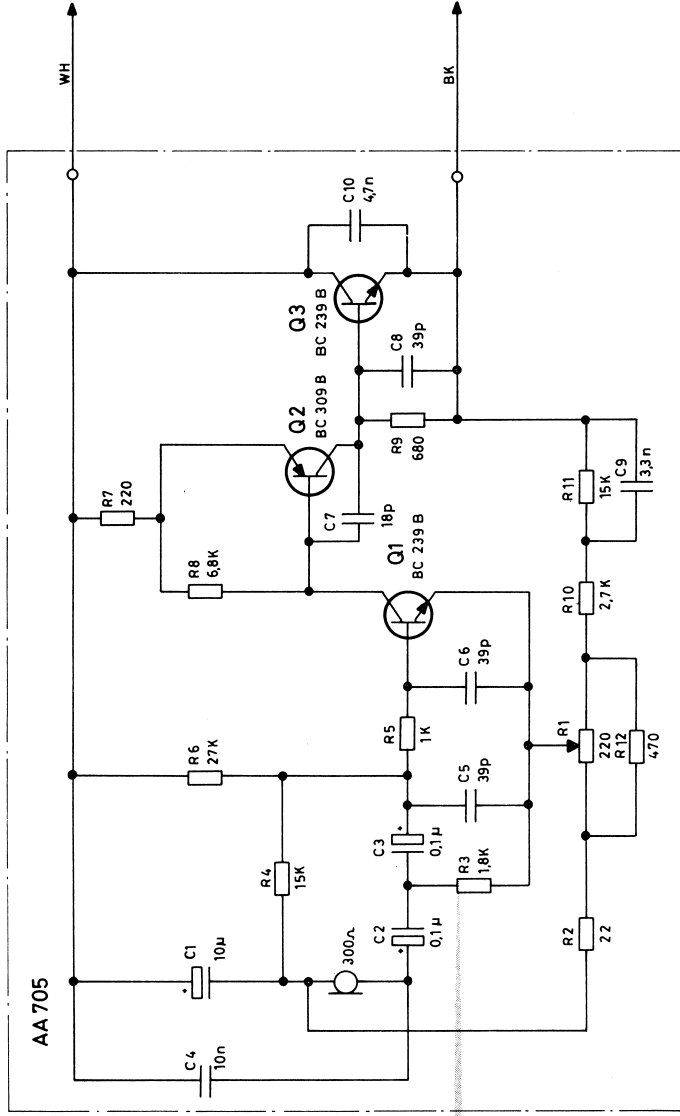 WH
BK
C10
4,7n
Q3
BC 239 B
C8
39p
Q2
BC 309 B
R9
680
R7
220
C7
18p
R11
15K
C9
3,3n
R8
6,8K
Q1
BC 239 B
R10
2,7K
C6
39p
R1
220
R12
470
R5
1K
R6
27K
C5
39p
C3
+
0,1µ
R3
1,8K
R4
15K
C2
+
0,1µ
R2
22
C1
+
10µ
300Ω
AA 705
C4
10n